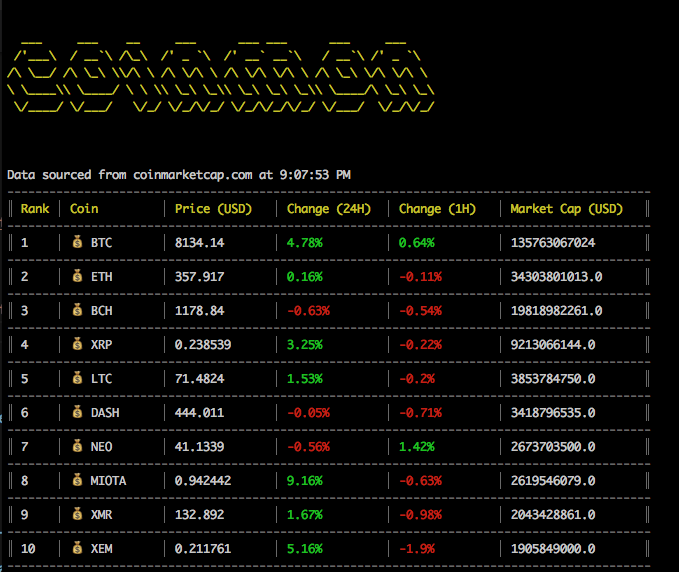 coinmon
Data sourced from coinmarketcap.com at 9:07:53 PM
Rank Coin Price (USD) Change (24H) Change (1H) Market Cap (USD)
1 💰 BTC 8134.14 4.78% 0.64% 135763067024
2 💰 ETH 357.917 0.16% -0.11% 34303801013.0
3 💰 BCH 1178.84 -0.63% -0.54% 19818982261.0
4 💰 XRP 0.238539 3.25% -0.22% 9213066144.0
5 💰 LTC 71.4824 1.53% -0.2% 3853784750.0
6 💰 DASH 444.011 -0.05% -0.71% 3418796535.0
7 💰 NEO 41.1339 -0.56% 1.42% 2673703500.0
8 💰 MIOTA 0.942442 9.16% -0.63% 2619546079.0
9 💰 XMR 132.892 1.67% -0.98% 2043428861.0
10 💰 XEM 0.211761 5.16% -1.9% 1905849000.0